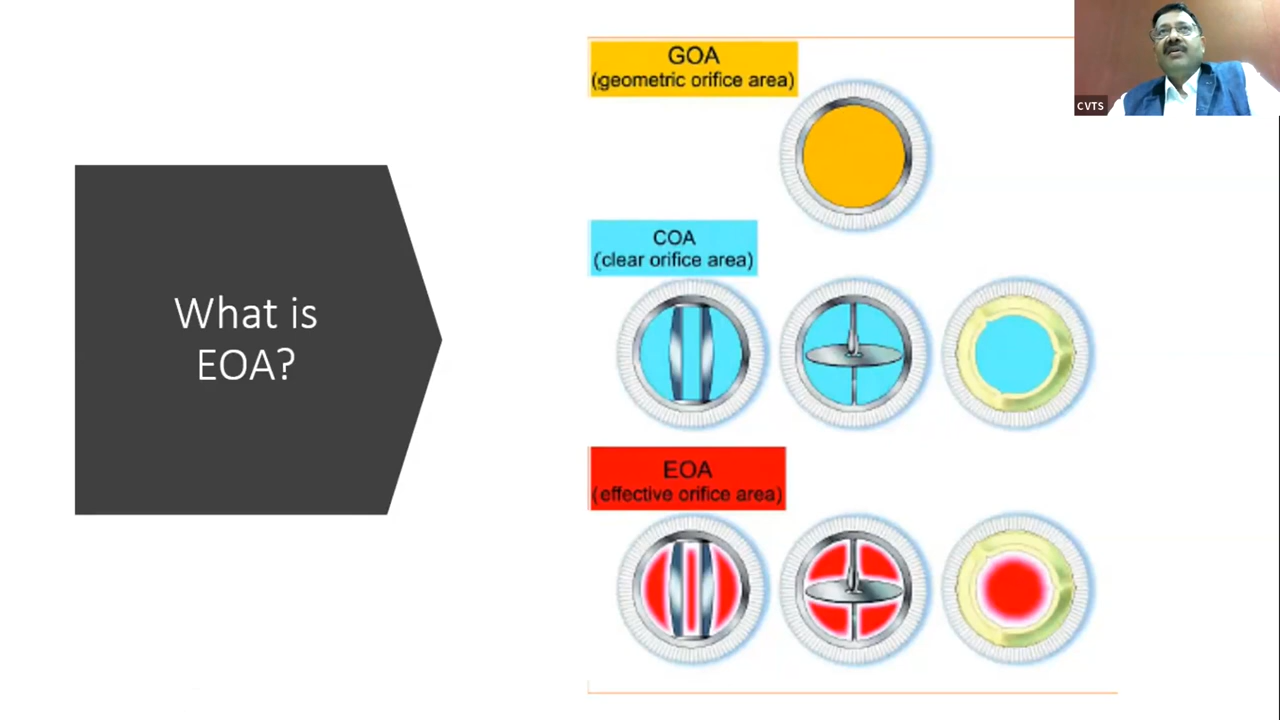 What is
EOA?
GOA
(geometric orifice area)
COA
(clear orifice area)
EOA
(effective orifice area)
CVTS